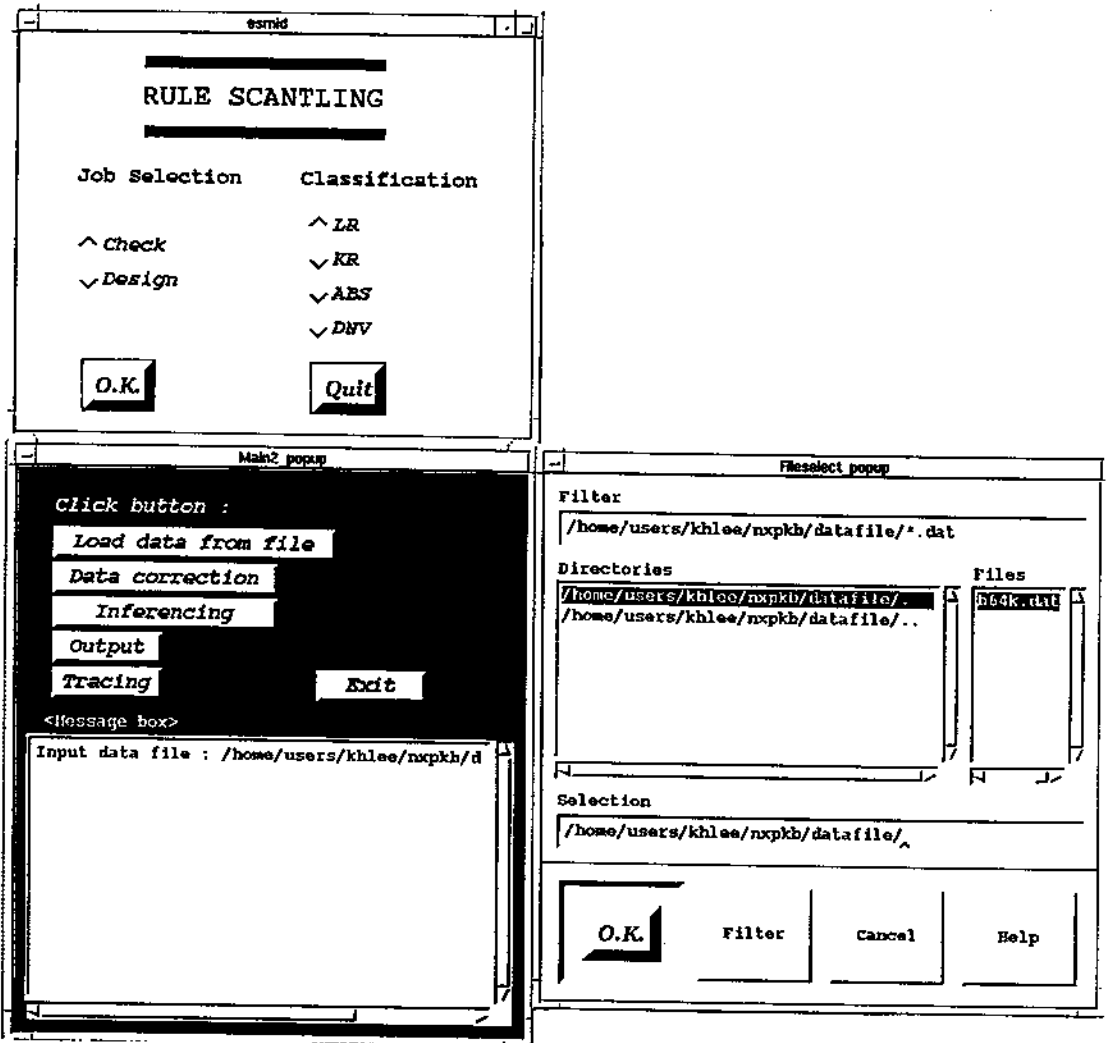 esmid
RULE SCANTLING
Job Selection
Classification
Check
Design
LR
KR
ABS
DNV
O.K.
Quit
Main2_popup
Click button :
Load data from file
Data correction
Inferencing
Output
Tracing
Exit
<Message box>
Input data file : /home/users/khlee/nxpkb/d
Fileselect_popup
Filter
/home/users/khlee/nxpkb/datafile/*.dat
Directories
/home/users/khlee/nxpkb/datafile/.
/home/users/khlee/nxpkb/datafile/..
Files
b64k.dat
Selection
/home/users/khlee/nxpkb/datafile/
O.K.
Filter
Cancel
Help